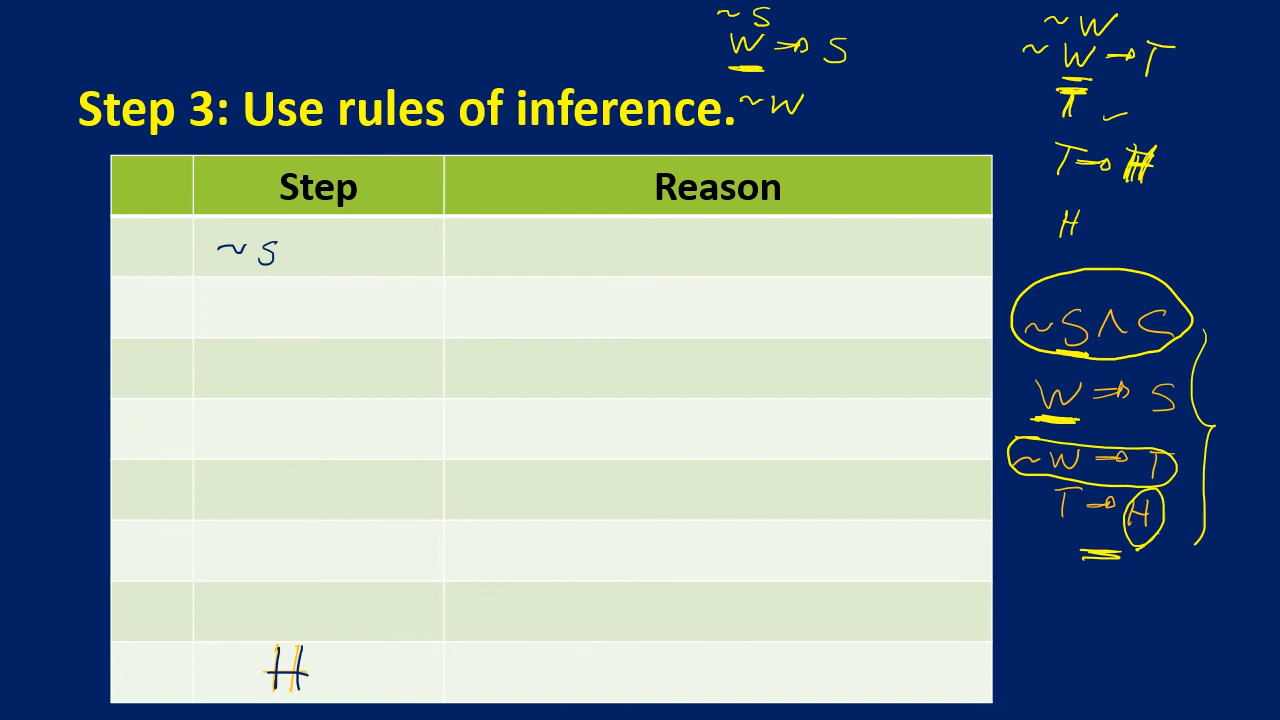 ~S
W → S
Step 3: Use rules of inference.
~W
Step Reason
~S
H
~W
~W → T
T
T → H
H
~S ∧ C
W → S
~W → T
T → H